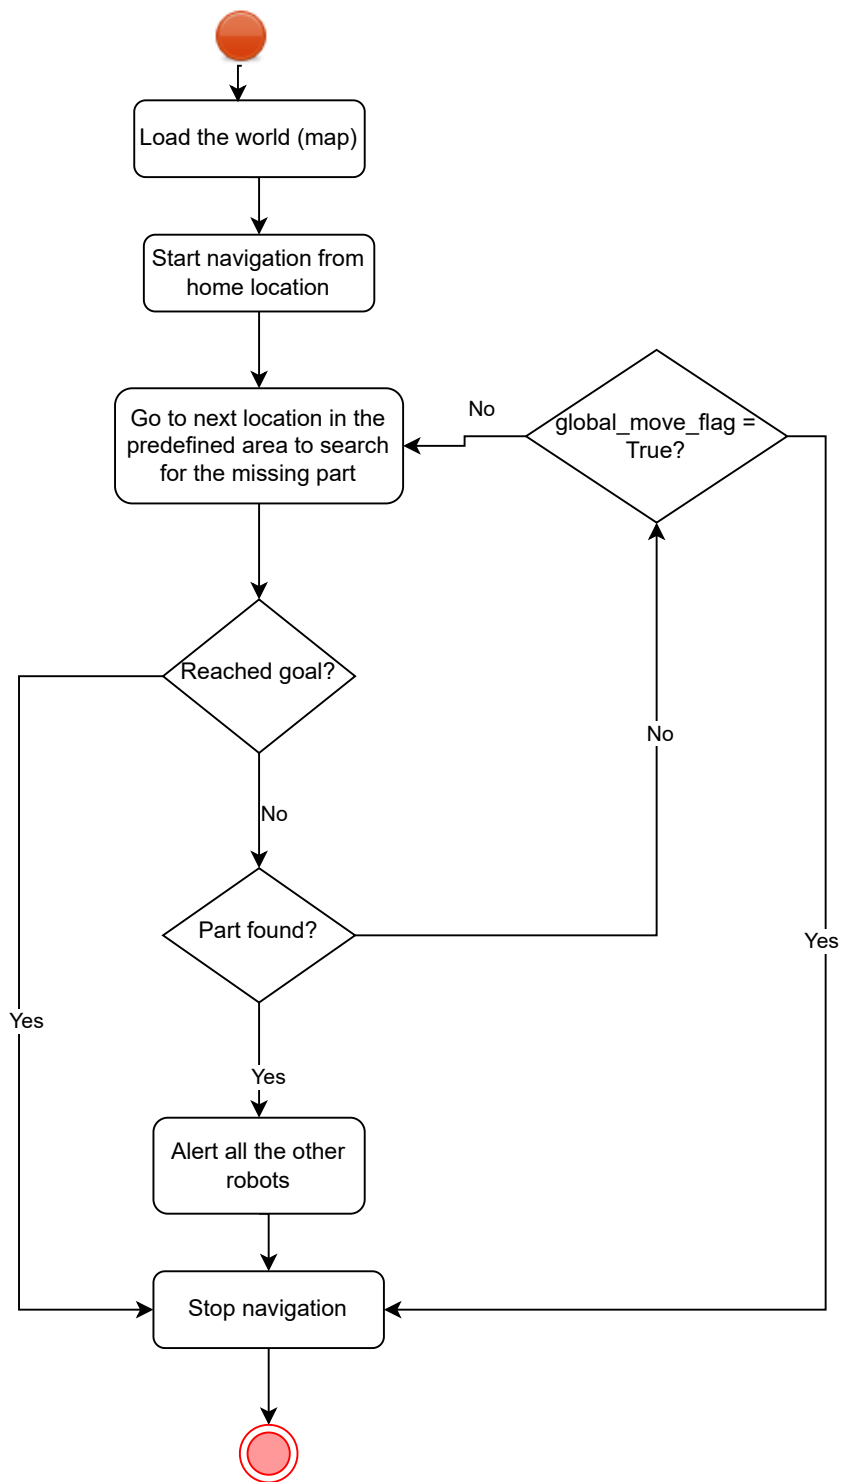 Load the world (map)
Start navigation from
home location
Go to next location in the
predefined area to search
for the missing part
No
global_move_flag =
True?
Reached goal?
No
No
Part found?
Yes
Yes
Yes
Alert all the other
robots
Stop navigation